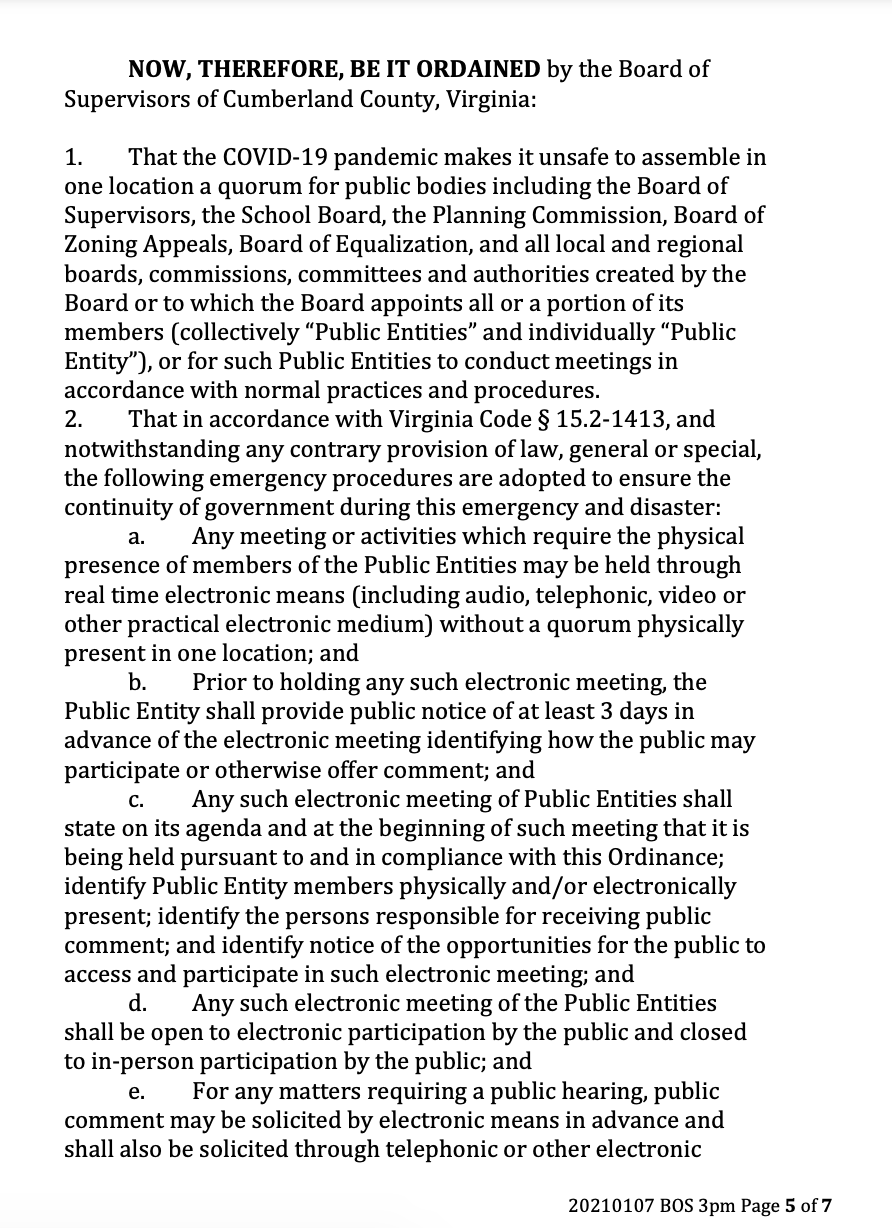 NOW, THEREFORE, BE IT ORDAINED by the Board of
Supervisors of Cumberland County, Virginia:
1. That the COVID-19 pandemic makes it unsafe to assemble in
one location a quorum for public bodies including the Board of
Supervisors, the School Board, the Planning Commission, Board of
Zoning Appeals, Board of Equalization, and all local and regional
boards, commissions, committees and authorities created by the
Board or to which the Board appoints all or a portion of its
members (collectively “Public Entities” and individually “Public
Entity”), or for such Public Entities to conduct meetings in
accordance with normal practices and procedures.
2. That in accordance with Virginia Code § 15.2-1413, and
notwithstanding any contrary provision of law, general or special,
the following emergency procedures are adopted to ensure the
continuity of government during this emergency and disaster:
a. Any meeting or activities which require the physical
presence of members of the Public Entities may be held through
real time electronic means (including audio, telephonic, video or
other practical electronic medium) without a quorum physically
present in one location; and
b. Prior to holding any such electronic meeting, the
Public Entity shall provide public notice of at least 3 days in
advance of the electronic meeting identifying how the public may
participate or otherwise offer comment; and
c. Any such electronic meeting of Public Entities shall
state on its agenda and at the beginning of such meeting that it is
being held pursuant to and in compliance with this Ordinance;
identify Public Entity members physically and/or electronically
present; identify the persons responsible for receiving public
comment; and identify notice of the opportunities for the public to
access and participate in such electronic meeting; and
d. Any such electronic meeting of the Public Entities
shall be open to electronic participation by the public and closed
to in-person participation by the public; and
e. For any matters requiring a public hearing, public
comment may be solicited by electronic means in advance and
shall also be solicited through telephonic or other electronic
20210107 BOS 3pm Page 5 of 7